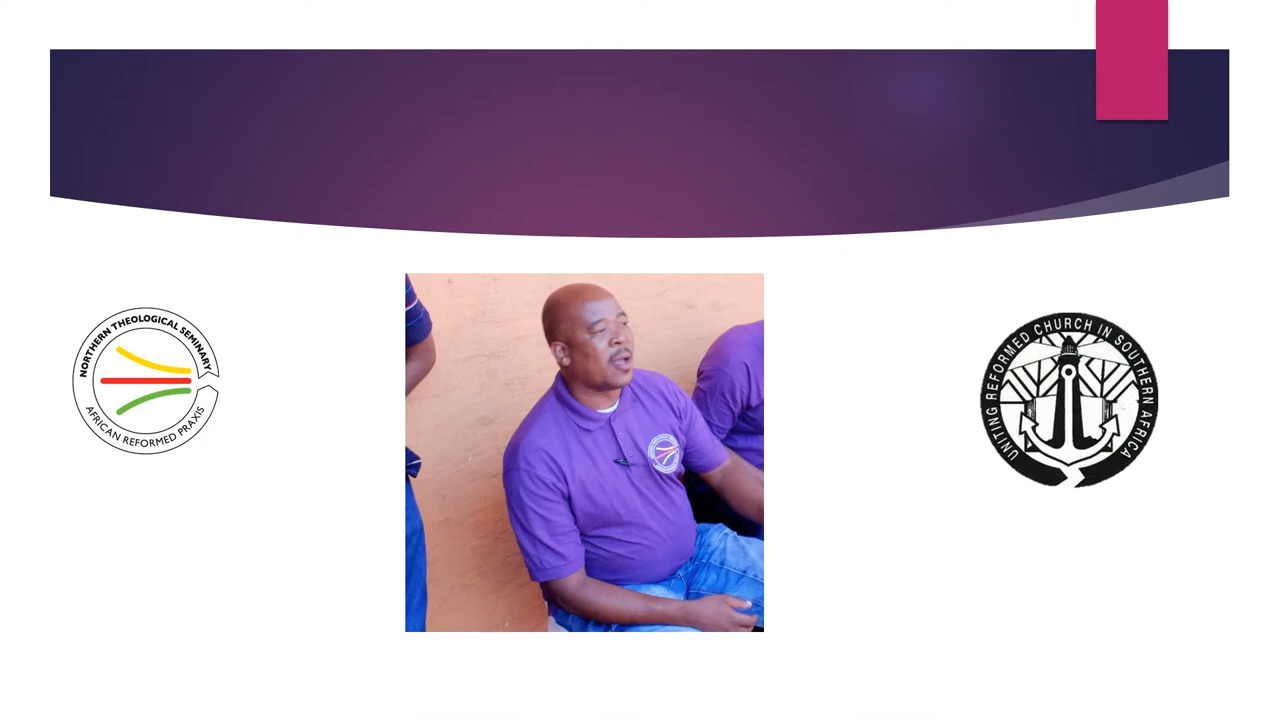 NORTHERN THEOLOGICAL SEMINARY
AFRICAN REFORMED PRAXIS
UNITING REFORMED CHURCH IN SOUTHERN AFRICA